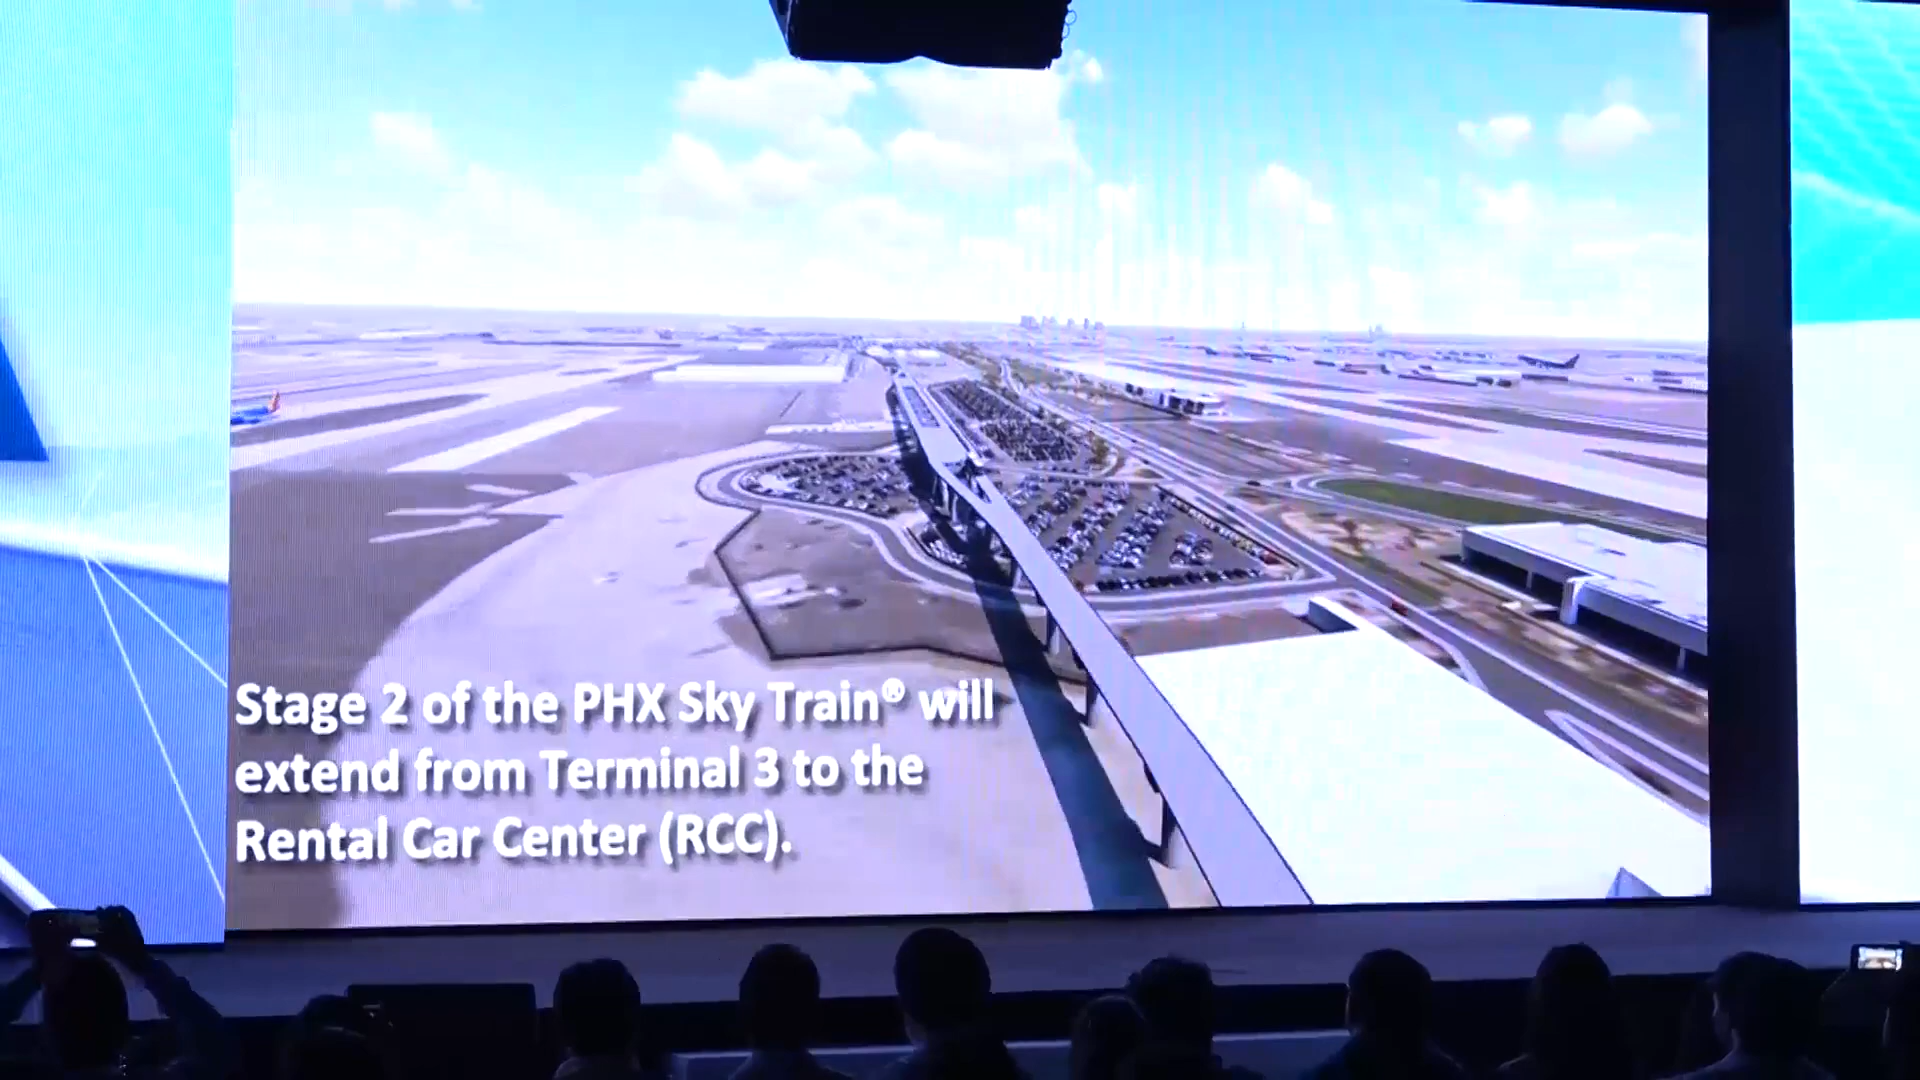 Stage 2 of the PHX Sky Train® will
extend from Terminal 3 to the
Rental Car Center (RCC).